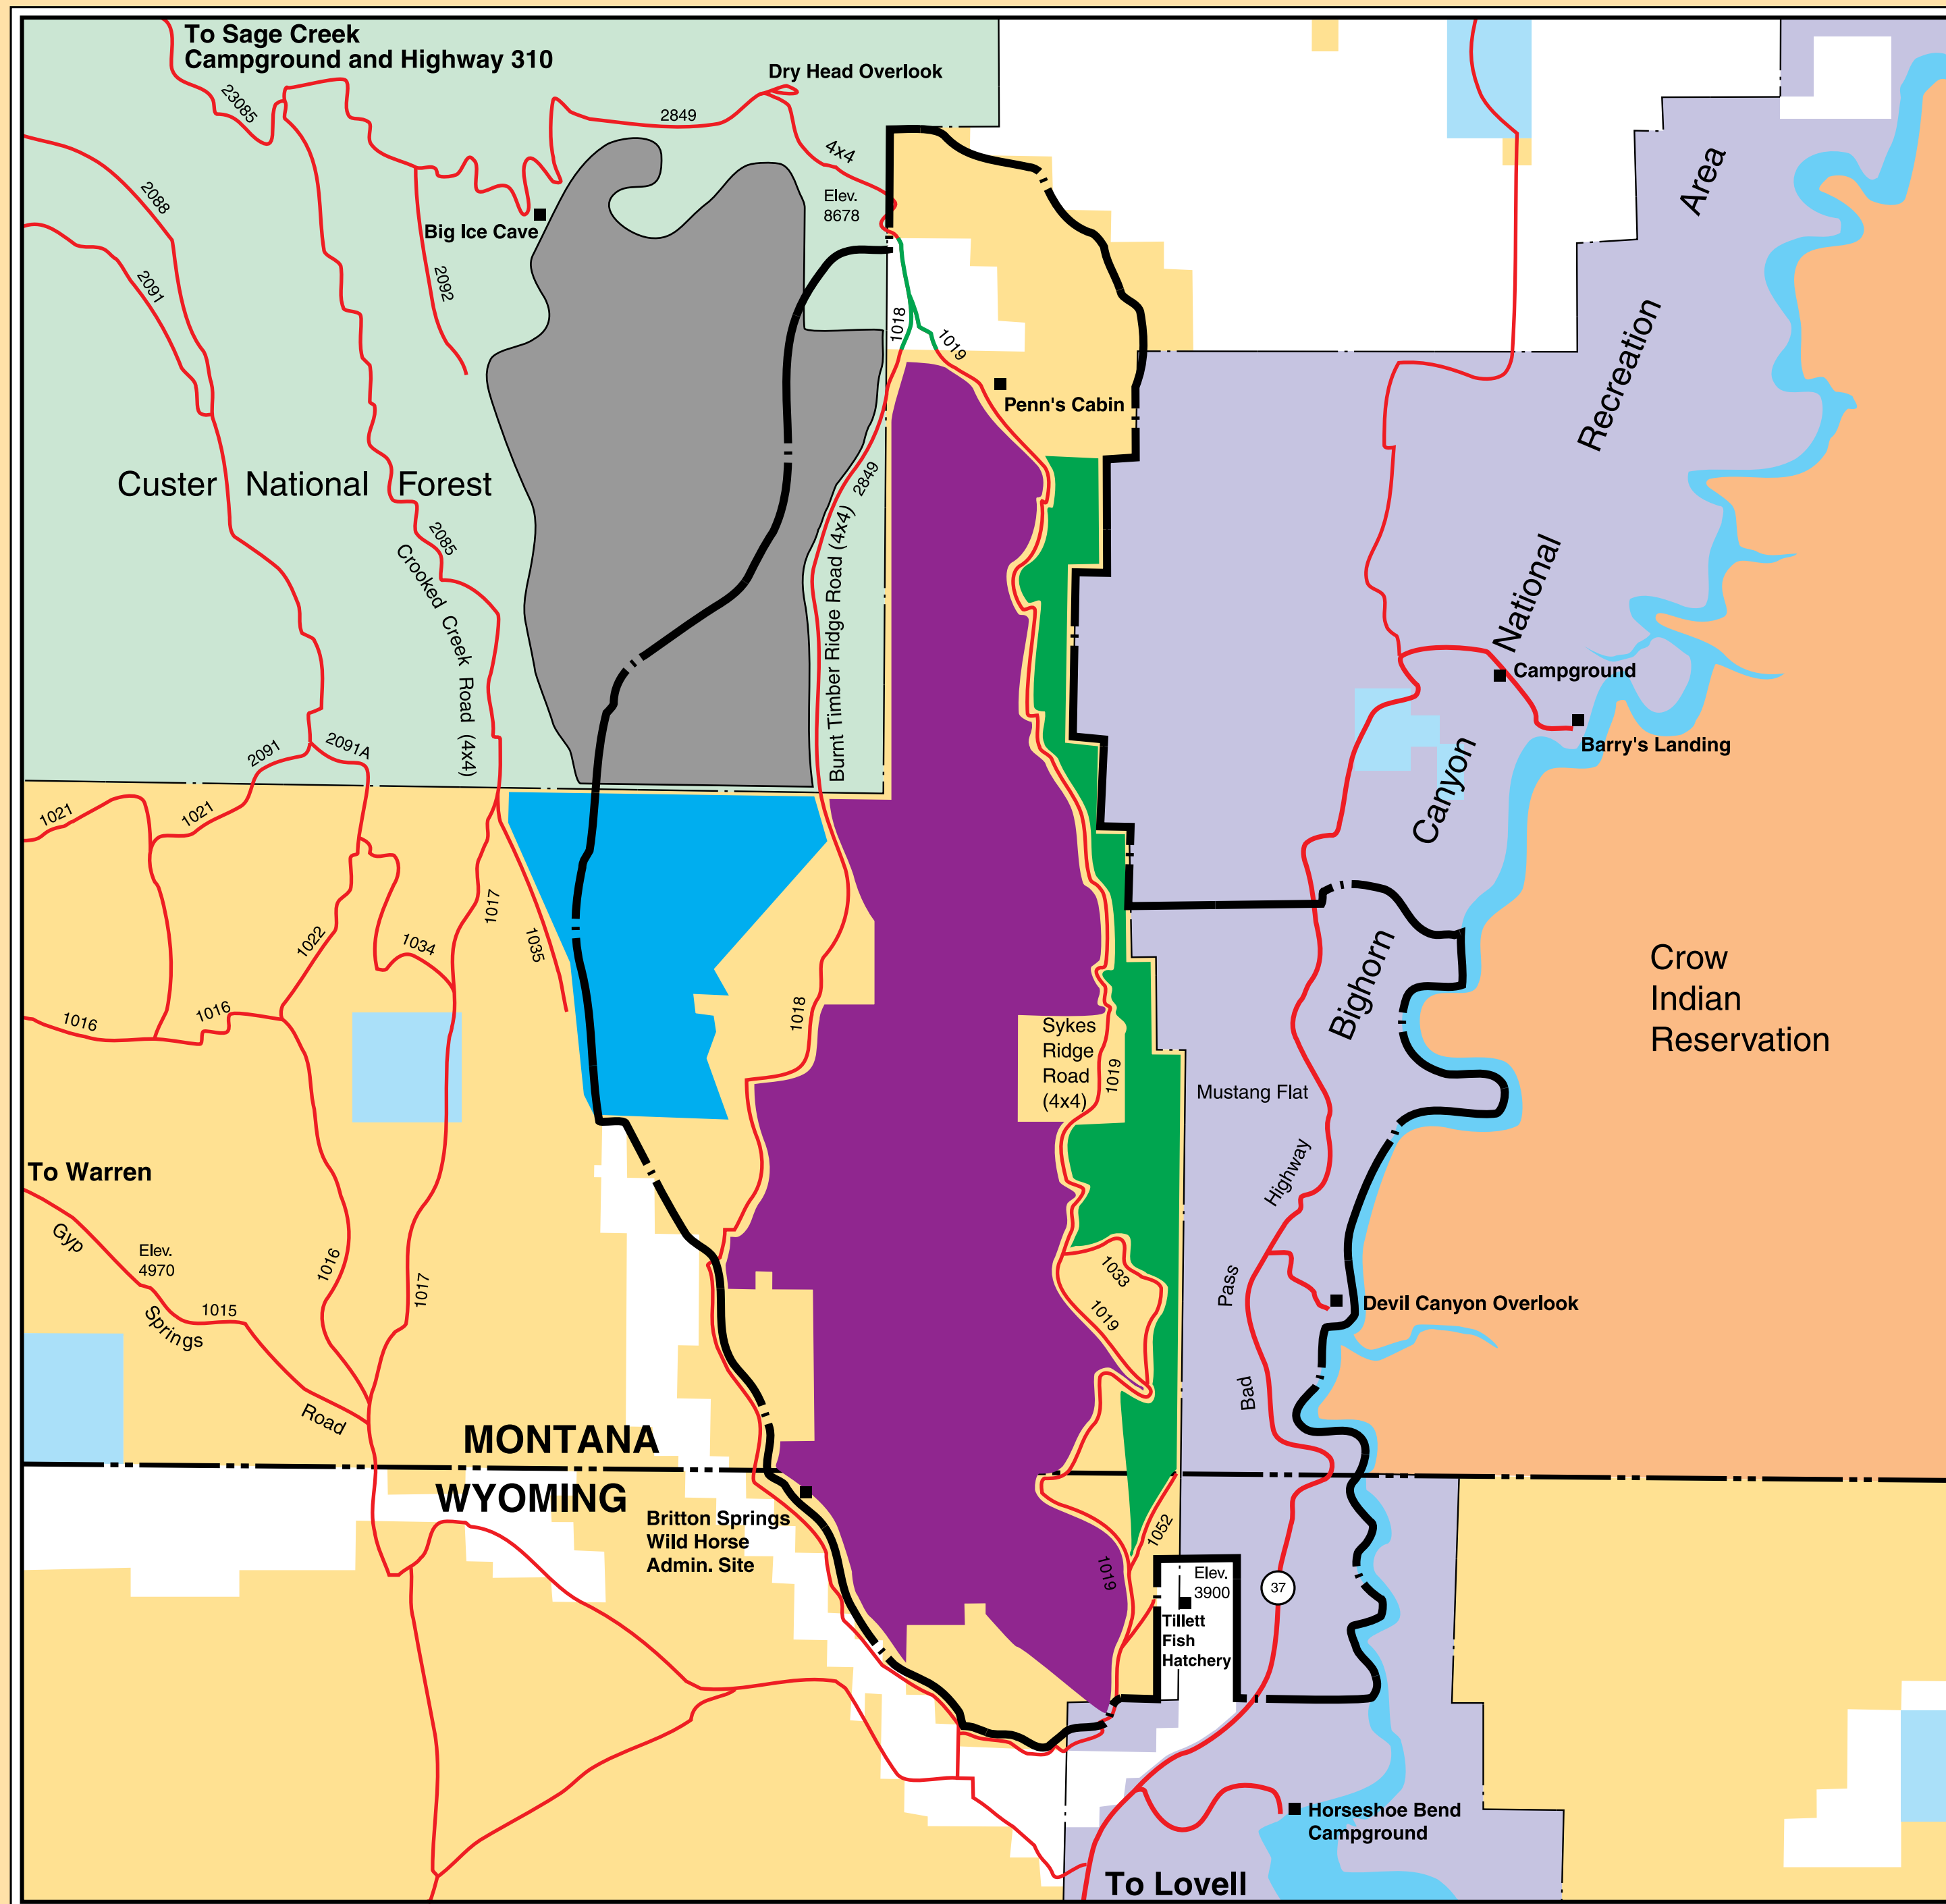 To Sage Creek
Campground and Highway 310
Dry Head Overlook
23085
2849
4x4
Elev.
8678
Big Ice Cave
2088
2091
2092
1018
1019
Penn's Cabin
Custer National Forest
2085
Crooked Creek Road (4x4)
2849
Burnt Timber Ridge Road (4x4)
Bighorn Canyon National Recreation Area
Campground
Barry's Landing
2091
2091A
1021
1021
1017
1035
1022
1034
1016
1016
1018
Sykes
Ridge
Road
(4x4)
1019
Crow
Indian
Reservation
Mustang Flat
To Warren
Gyp Springs Road
Elev.
4970
1015
1016
1017
1033
1019
Bad Pass Highway
Devil Canyon Overlook
MONTANA
WYOMING
Britton Springs
Wild Horse
Admin. Site
1052
1019
Elev.
3900
Tillett
Fish
Hatchery
37
Horseshoe Bend
Campground
To Lovell